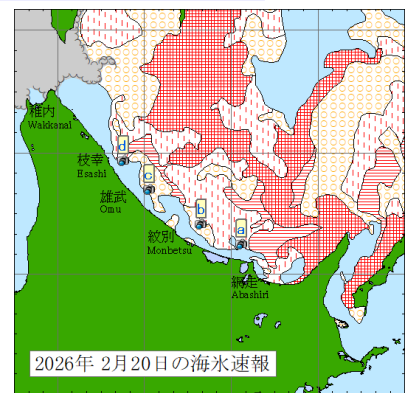 稚内
Wakkanai
d
枝幸
Esashi
c
雄武
Omu
b
a
紋別
Monbetsu
網走
Abashiri
2026年 2月20日の海氷速報